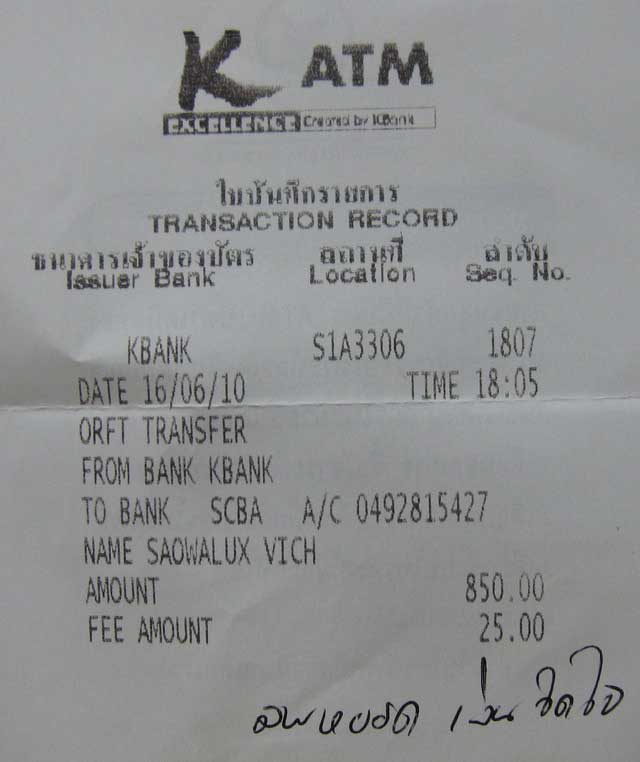 K ATM
EXCELLENCE Created by KBank
ใบบันทึกรายการ
TRANSACTION RECORD
ธนาคารเจ้าของบัตร สถานที่ ลำดับ
Issuer Bank Location Seq. No.
KBANK S1A3306 1807
DATE 16/06/10 TIME 18:05
ORFT TRANSFER
FROM BANK KBANK
TO BANK SCBA A/C 0492815427
NAME SAOWALUX VICH
AMOUNT 850.00
FEE AMOUNT 25.00